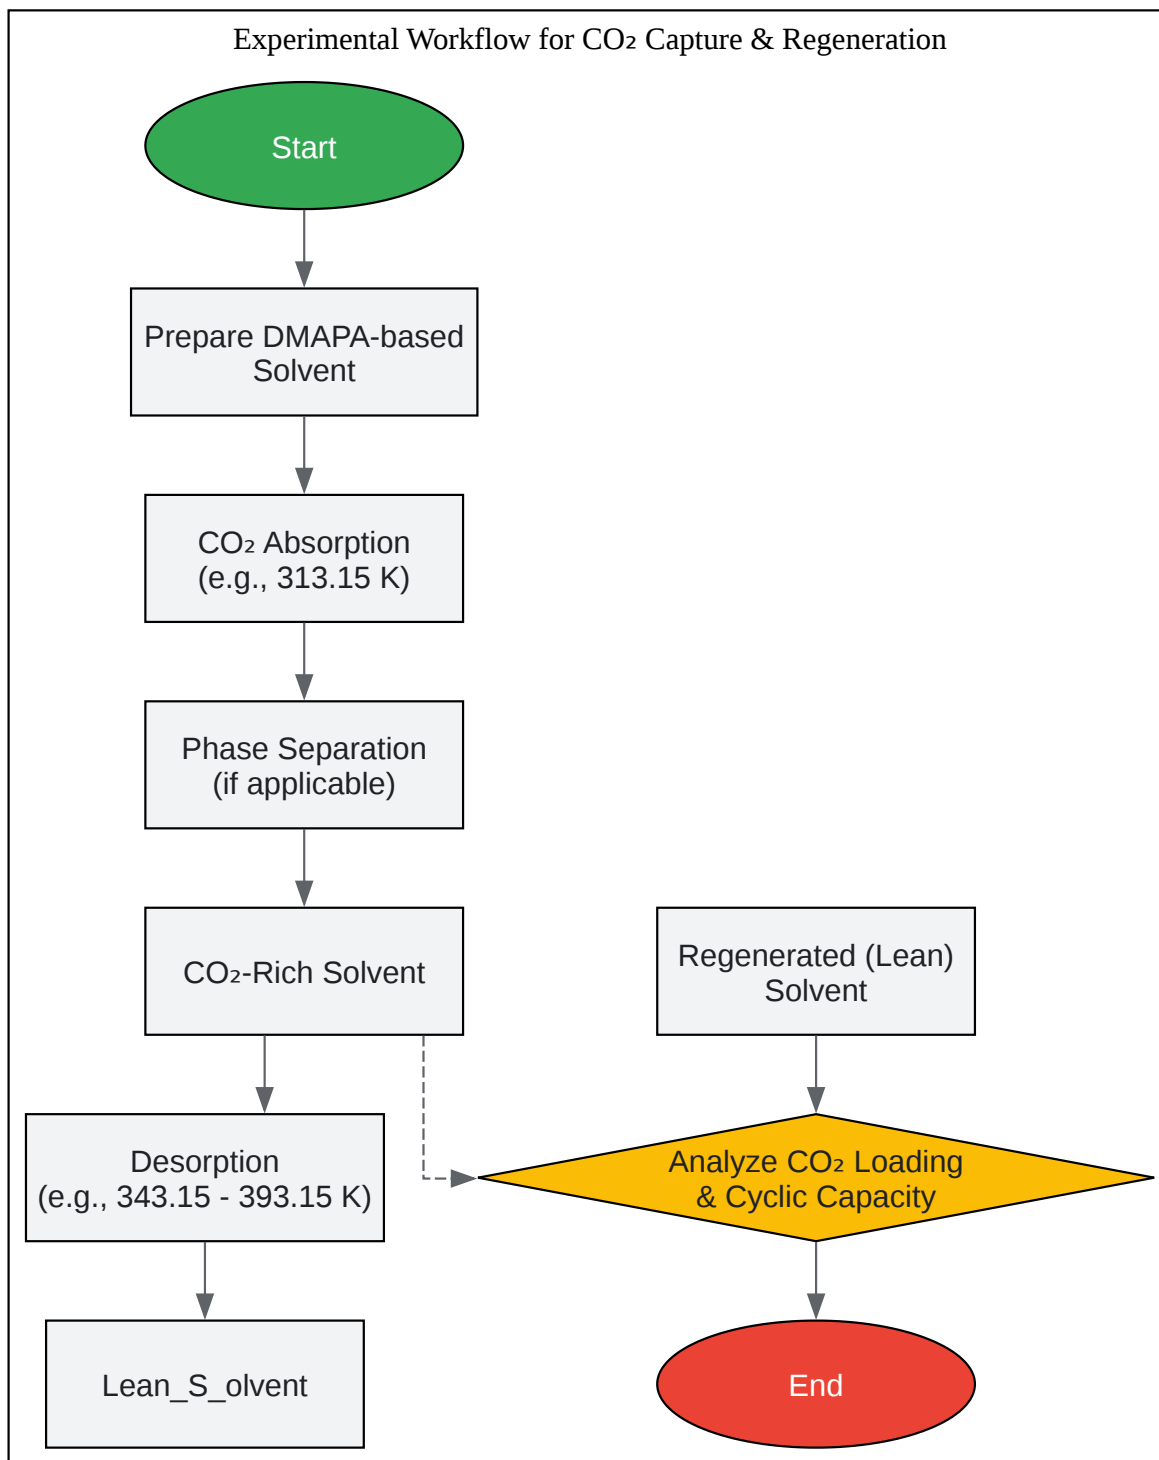 Experimental Workflow for CO₂ Capture & Regeneration
Start
Prepare DMAPA-based
Solvent
CO₂ Absorption
(e.g., 313.15 K)
Phase Separation
(if applicable)
CO₂-Rich Solvent
Regenerated (Lean)
Solvent
Desorption
(e.g., 343.15 - 393.15 K)
Analyze CO₂ Loading
& Cyclic Capacity
Lean_S_olvent
End